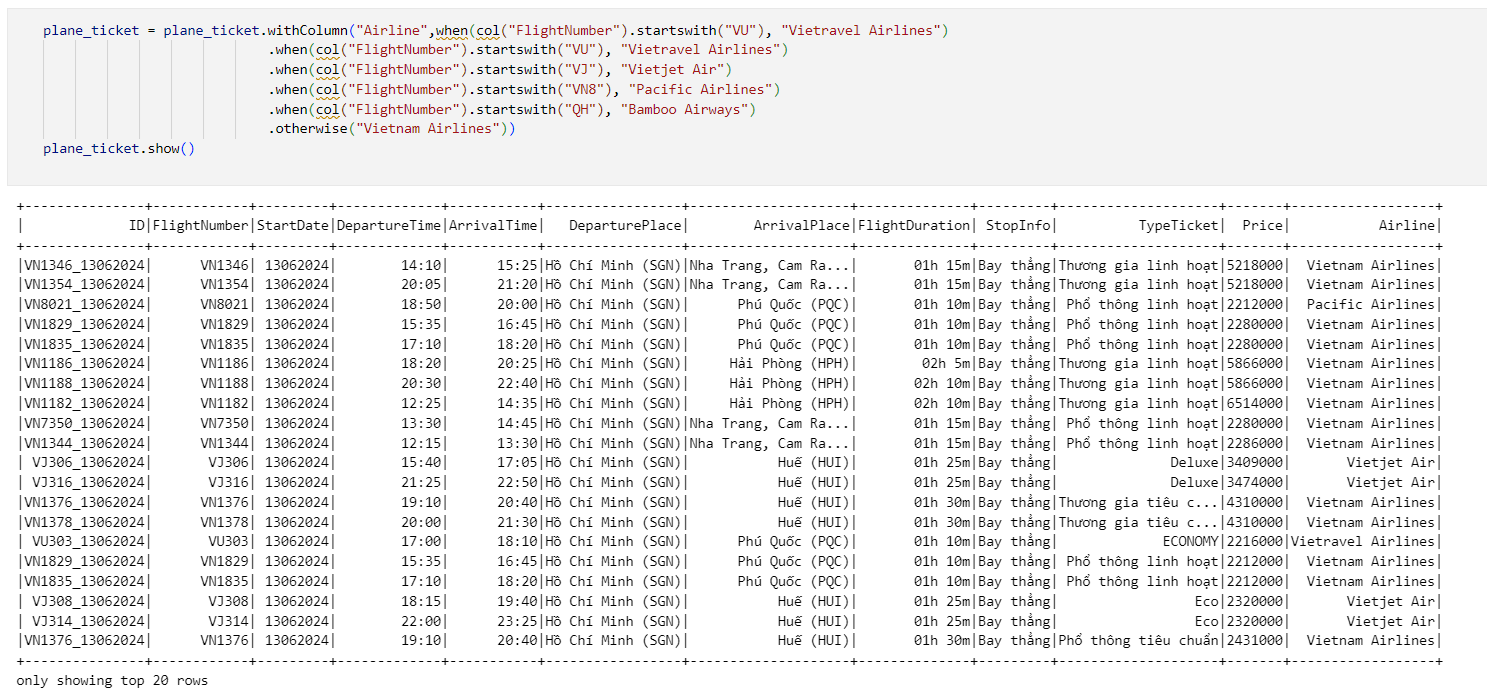 plane_ticket = plane_ticket.withColumn("Airline",when(col("FlightNumber").startswith("VU"), "Vietravel Airlines")
.when(col("FlightNumber").startswith("VU"), "Vietravel Airlines")
.when(col("FlightNumber").startswith("VJ"), "Vietjet Air")
.when(col("FlightNumber").startswith("VN8"), "Pacific Airlines")
.when(col("FlightNumber").startswith("QH"), "Bamboo Airways")
.otherwise("Vietnam Airlines"))
plane_ticket.show()
+---------------+------------+---------+-------------+-----------+-----------------+--------------------+--------------+---------+--------------------+-------+------------------+
|             ID|FlightNumber|StartDate|DepartureTime|ArrivalTime|   DeparturePlace|        ArrivalPlace|FlightDuration| StopInfo|          TypeTicket|  Price|           Airline|
+---------------+------------+---------+-------------+-----------+-----------------+--------------------+--------------+---------+--------------------+-------+------------------+
|VN1346_13062024|      VN1346| 13062024|        14:10|      15:25|Hồ Chí Minh (SGN)|Nha Trang, Cam Ra...|       01h 15m|Bay thẳng|Thương gia linh hoạt|5218000|  Vietnam Airlines|
|VN1354_13062024|      VN1354| 13062024|        20:05|      21:20|Hồ Chí Minh (SGN)|Nha Trang, Cam Ra...|       01h 15m|Bay thẳng|Thương gia linh hoạt|5218000|  Vietnam Airlines|
|VN8021_13062024|      VN8021| 13062024|        18:50|      20:00|Hồ Chí Minh (SGN)|      Phú Quốc (PQC)|       01h 10m|Bay thẳng| Phổ thông linh hoạt|2212000|  Pacific Airlines|
|VN1829_13062024|      VN1829| 13062024|        15:35|      16:45|Hồ Chí Minh (SGN)|      Phú Quốc (PQC)|       01h 10m|Bay thẳng| Phổ thông linh hoạt|2280000|  Vietnam Airlines|
|VN1835_13062024|      VN1835| 13062024|        17:10|      18:20|Hồ Chí Minh (SGN)|      Phú Quốc (PQC)|       01h 10m|Bay thẳng| Phổ thông linh hoạt|2280000|  Vietnam Airlines|
|VN1186_13062024|      VN1186| 13062024|        18:20|      20:25|Hồ Chí Minh (SGN)|     Hải Phòng (HPH)|        02h 5m|Bay thẳng|Thương gia linh hoạt|5866000|  Vietnam Airlines|
|VN1188_13062024|      VN1188| 13062024|        20:30|      22:40|Hồ Chí Minh (SGN)|     Hải Phòng (HPH)|       02h 10m|Bay thẳng|Thương gia linh hoạt|5866000|  Vietnam Airlines|
|VN1182_13062024|      VN1182| 13062024|        12:25|      14:35|Hồ Chí Minh (SGN)|     Hải Phòng (HPH)|       02h 10m|Bay thẳng|Thương gia linh hoạt|6514000|  Vietnam Airlines|
|VN7350_13062024|      VN7350| 13062024|        13:30|      14:45|Hồ Chí Minh (SGN)|Nha Trang, Cam Ra...|       01h 15m|Bay thẳng| Phổ thông linh hoạt|2280000|  Vietnam Airlines|
|VN1344_13062024|      VN1344| 13062024|        12:15|      13:30|Hồ Chí Minh (SGN)|Nha Trang, Cam Ra...|       01h 15m|Bay thẳng| Phổ thông linh hoạt|2286000|  Vietnam Airlines|
| VJ306_13062024|       VJ306| 13062024|        15:40|      17:05|Hồ Chí Minh (SGN)|           Huế (HUI)|       01h 25m|Bay thẳng|              Deluxe|3409000|       Vietjet Air|
| VJ316_13062024|       VJ316| 13062024|        21:25|      22:50|Hồ Chí Minh (SGN)|           Huế (HUI)|       01h 25m|Bay thẳng|              Deluxe|3474000|       Vietjet Air|
|VN1376_13062024|      VN1376| 13062024|        19:10|      20:40|Hồ Chí Minh (SGN)|           Huế (HUI)|       01h 30m|Bay thẳng|Thương gia tiêu c...|4310000|  Vietnam Airlines|
|VN1378_13062024|      VN1378| 13062024|        20:00|      21:30|Hồ Chí Minh (SGN)|           Huế (HUI)|       01h 30m|Bay thẳng|Thương gia tiêu c...|4310000|  Vietnam Airlines|
| VU303_13062024|       VU303| 13062024|        17:00|      18:10|Hồ Chí Minh (SGN)|      Phú Quốc (PQC)|       01h 10m|Bay thẳng|             ECONOMY|2216000|Vietravel Airlines|
|VN1829_13062024|      VN1829| 13062024|        15:35|      16:45|Hồ Chí Minh (SGN)|      Phú Quốc (PQC)|       01h 10m|Bay thẳng| Phổ thông linh hoạt|2212000|  Vietnam Airlines|
|VN1835_13062024|      VN1835| 13062024|        17:10|      18:20|Hồ Chí Minh (SGN)|      Phú Quốc (PQC)|       01h 10m|Bay thẳng| Phổ thông linh hoạt|2212000|  Vietnam Airlines|
| VJ308_13062024|       VJ308| 13062024|        18:15|      19:40|Hồ Chí Minh (SGN)|           Huế (HUI)|       01h 25m|Bay thẳng|                 Eco|2320000|       Vietjet Air|
| VJ314_13062024|       VJ314| 13062024|        22:00|      23:25|Hồ Chí Minh (SGN)|           Huế (HUI)|       01h 25m|Bay thẳng|                 Eco|2320000|       Vietjet Air|
|VN1376_13062024|      VN1376| 13062024|        19:10|      20:40|Hồ Chí Minh (SGN)|           Huế (HUI)|       01h 30m|Bay thẳng|Phổ thông tiêu chuẩn|2431000|  Vietnam Airlines|
+---------------+------------+---------+-------------+-----------+-----------------+--------------------+--------------+---------+--------------------+-------+------------------+
only showing top 20 rows